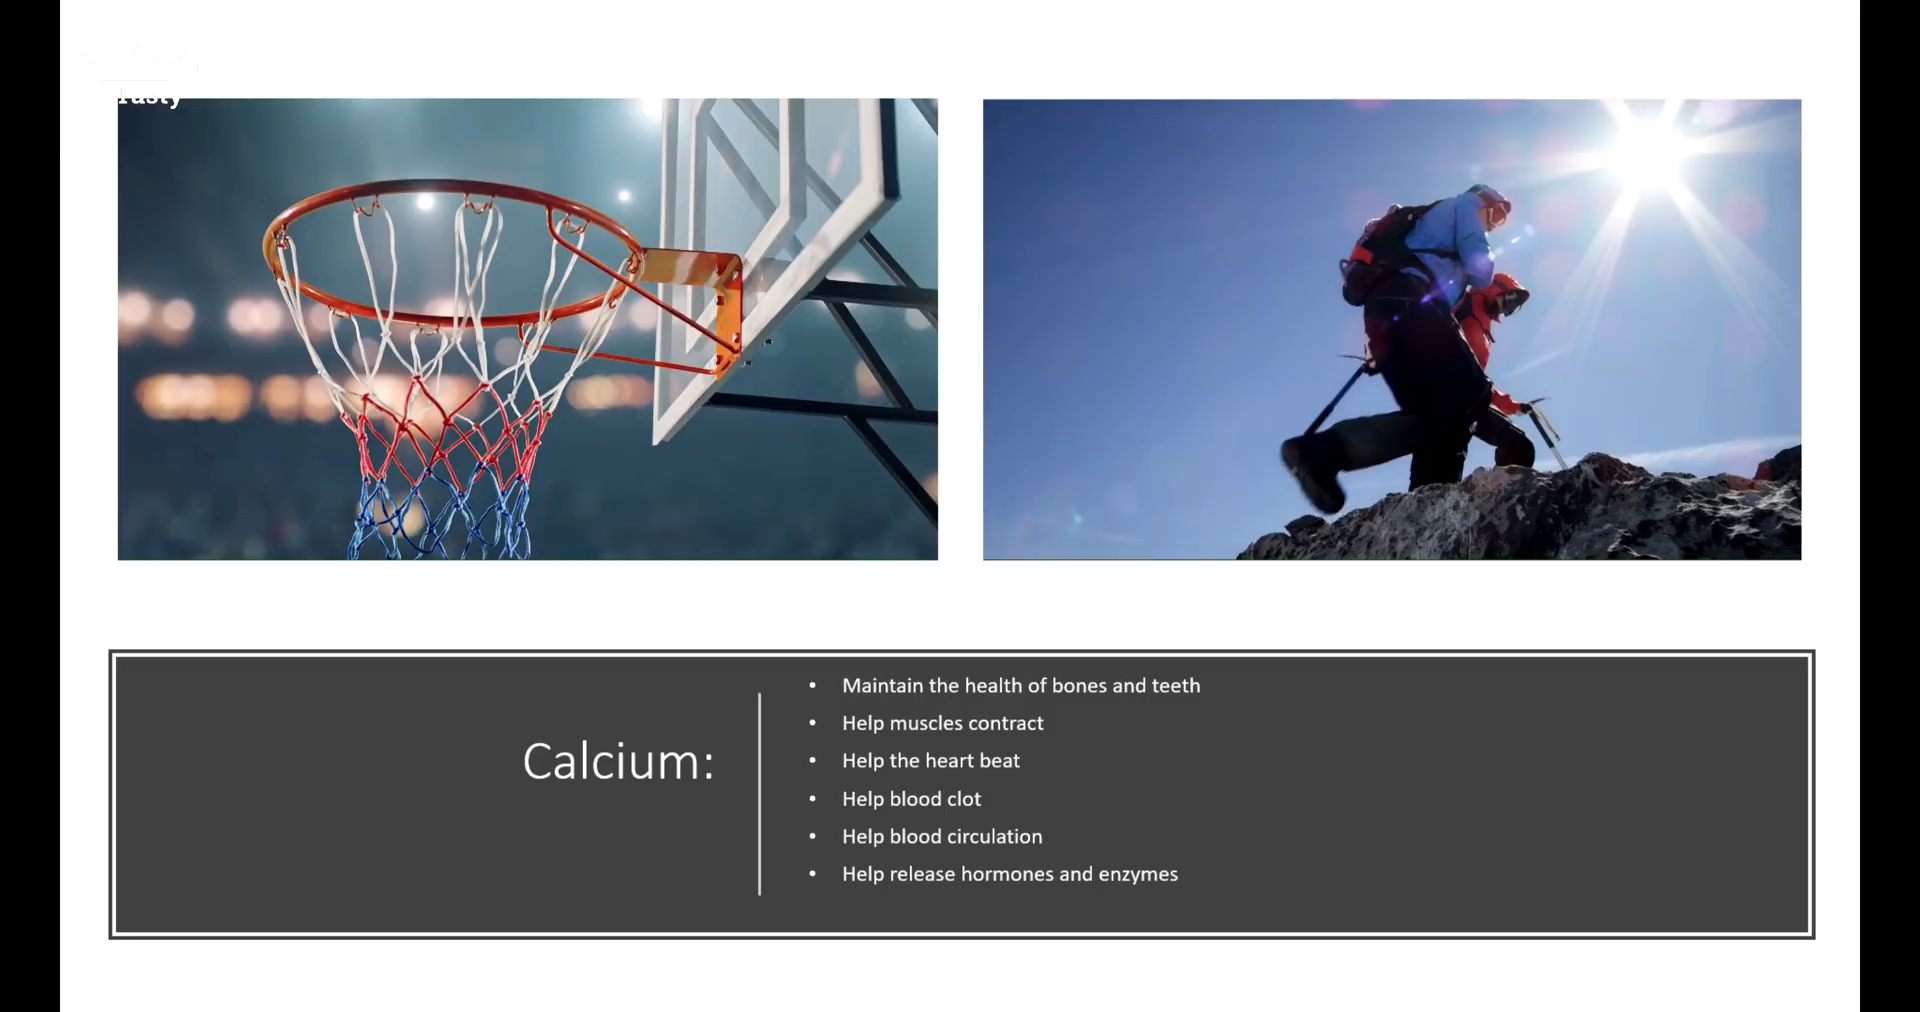 Tasty
Calcium:
• Maintain the health of bones and teeth
• Help muscles contract
• Help the heart beat
• Help blood clot
• Help blood circulation
• Help release hormones and enzymes